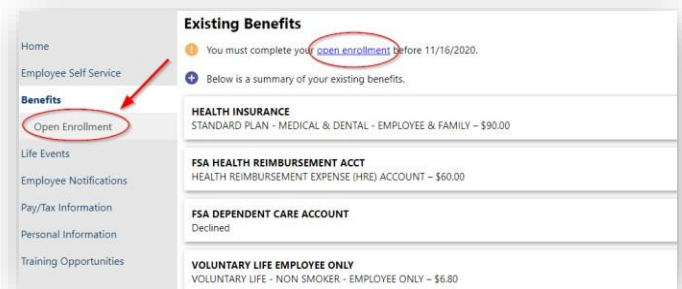 Home
Employee Self Service
Benefits
Open Enrollment
Life Events
Employee Notifications
Pay/Tax Information
Personal Information
Training Opportunities
Existing Benefits
You must complete your open enrollment before 11/16/2020.
Below is a summary of your existing benefits.
HEALTH INSURANCE
STANDARD PLAN - MEDICAL & DENTAL - EMPLOYEE & FAMILY – $90.00
FSA HEALTH REIMBURSEMENT ACCT
HEALTH REIMBURSEMENT EXPENSE (HRE) ACCOUNT – $60.00
FSA DEPENDENT CARE ACCOUNT
Declined
VOLUNTARY LIFE EMPLOYEE ONLY
VOLUNTARY LIFE - NON SMOKER - EMPLOYEE ONLY – $6.80